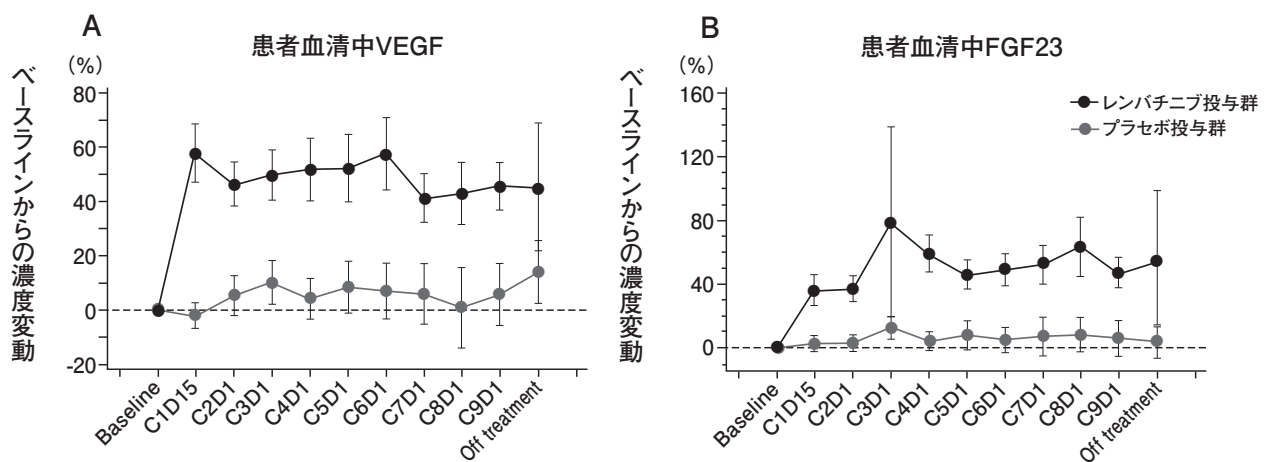 A
患者血清中VEGF
(%)
ベースラインからの濃度変動
80
60
40
20
0
-20
Baseline
C1D15
C2D1
C3D1
C4D1
C5D1
C6D1
C7D1
C8D1
C9D1
Off treatment
B
患者血清中FGF23
(%)
ベースラインからの濃度変動
160
120
80
40
0
レンバチニブ投与群
プラセボ投与群
Baseline
C1D15
C2D1
C3D1
C4D1
C5D1
C6D1
C7D1
C8D1
C9D1
Off treatment